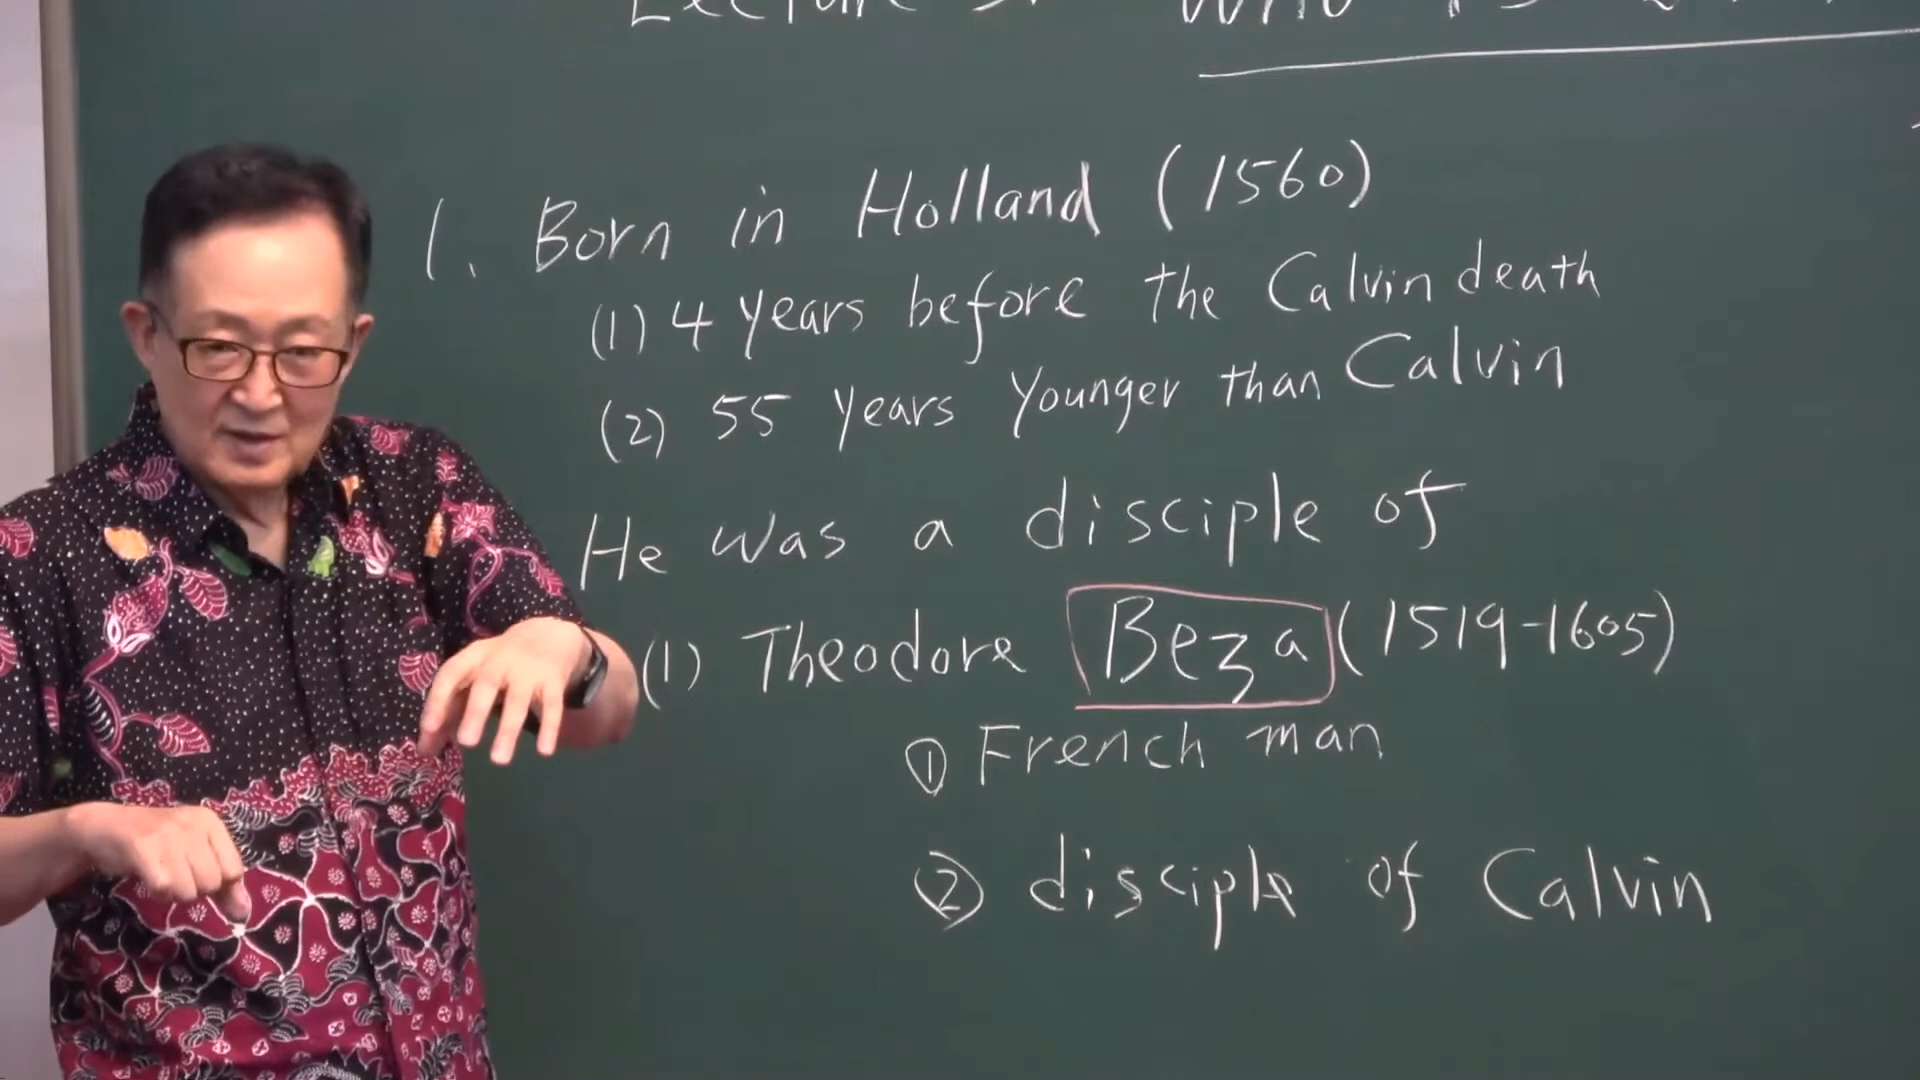 Lecture
1. Born in Holland (1560)
(1) 4 years before the Calvin death
(2) 55 years younger than Calvin
He was a disciple of
(1) Theodore Beza (1519-1605)
① French man
② disciple of Calvin